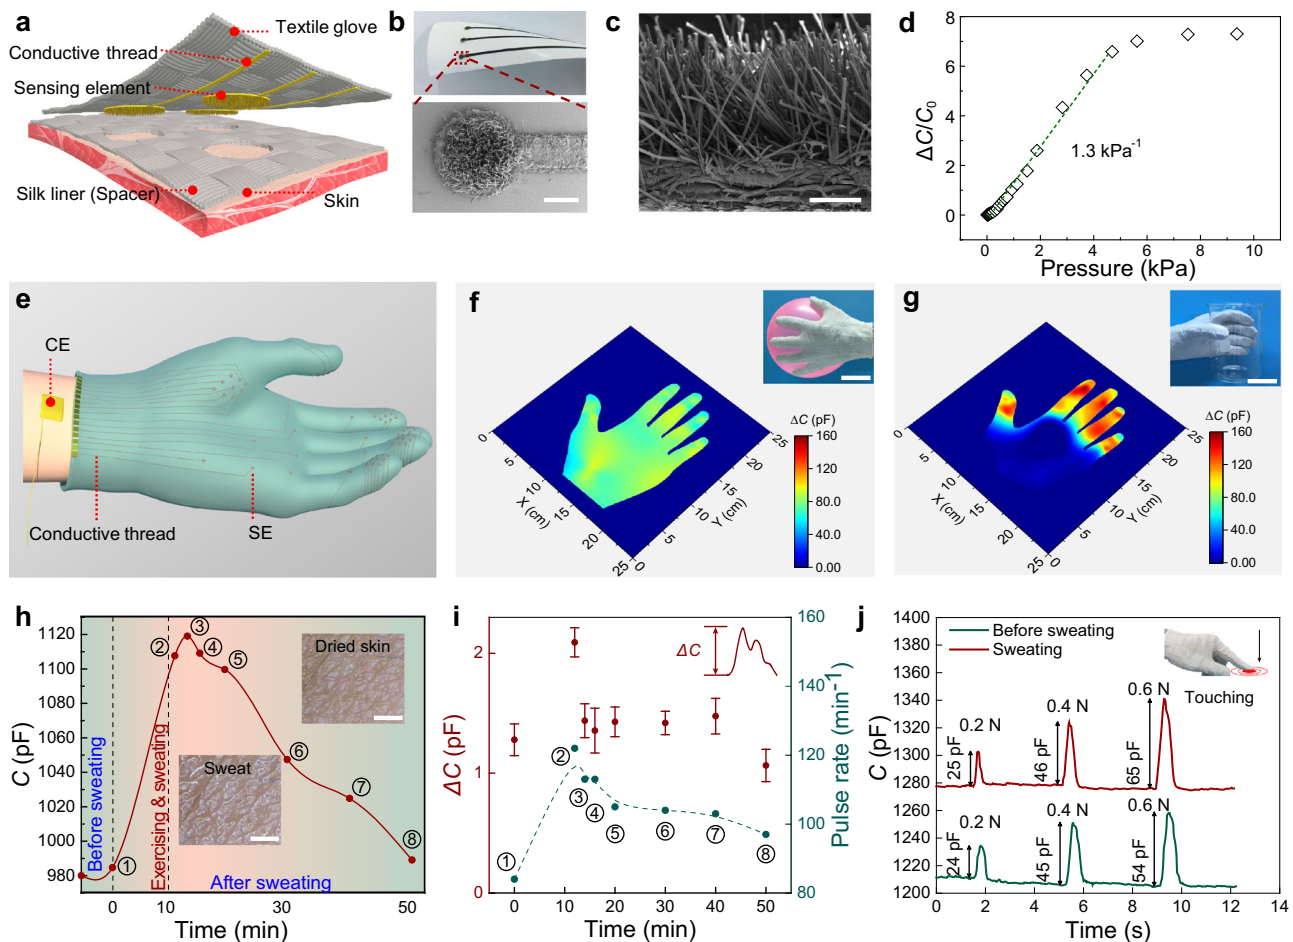 a
Textile glove
Conductive thread
Sensing element
Silk liner (Spacer)
Skin
b
c
d
ΔC/C₀
8
6
4
2
0
1.3 kPa⁻¹
0
2
4
6
8
10
Pressure (kPa)
e
CE
Conductive thread
SE
f
ΔC (pF)
160
120
80.0
40.0
0.00
0
5
10
15
20
25
X (cm)
0
5
10
15
20
25
Y (cm)
g
ΔC (pF)
160
120
80.0
40.0
0.00
0
5
10
15
20
25
X (cm)
0
5
10
15
20
25
Y (cm)
h
C (pF)
1120
1100
1080
1060
1040
1020
1000
980
Before sweating
Exercising & sweating
After sweating
Dried skin
Sweat
①
②
③
④
⑤
⑥
⑦
⑧
0
10
30
50
Time (min)
i
ΔC (pF)
2
1
0
ΔC
①
②
③
④
⑤
⑥
⑦
⑧
160
140
120
100
80
Pulse rate (min⁻¹)
0
10
20
30
40
50
Time (min)
j
C (pF)
1400
1380
1360
1340
1320
1300
1280
1260
1240
1220
1200
Before sweating
Sweating
Touching
0.2 N
0.4 N
0.6 N
25 pF
46 pF
65 pF
0.2 N
0.4 N
0.6 N
24 pF
45 pF
54 pF
0
2
4
6
8
10
12
14
Time (s)